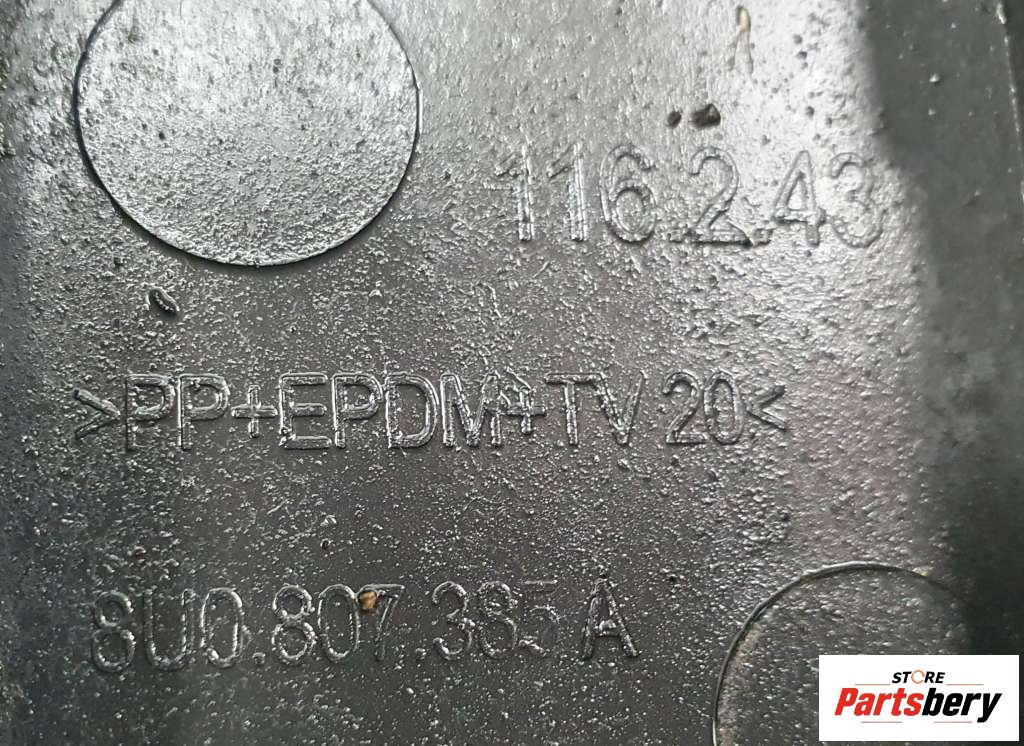 116.2.43
>PP+EPDM+TV 20<
8U0.807.385 A
STORE
Partsbery